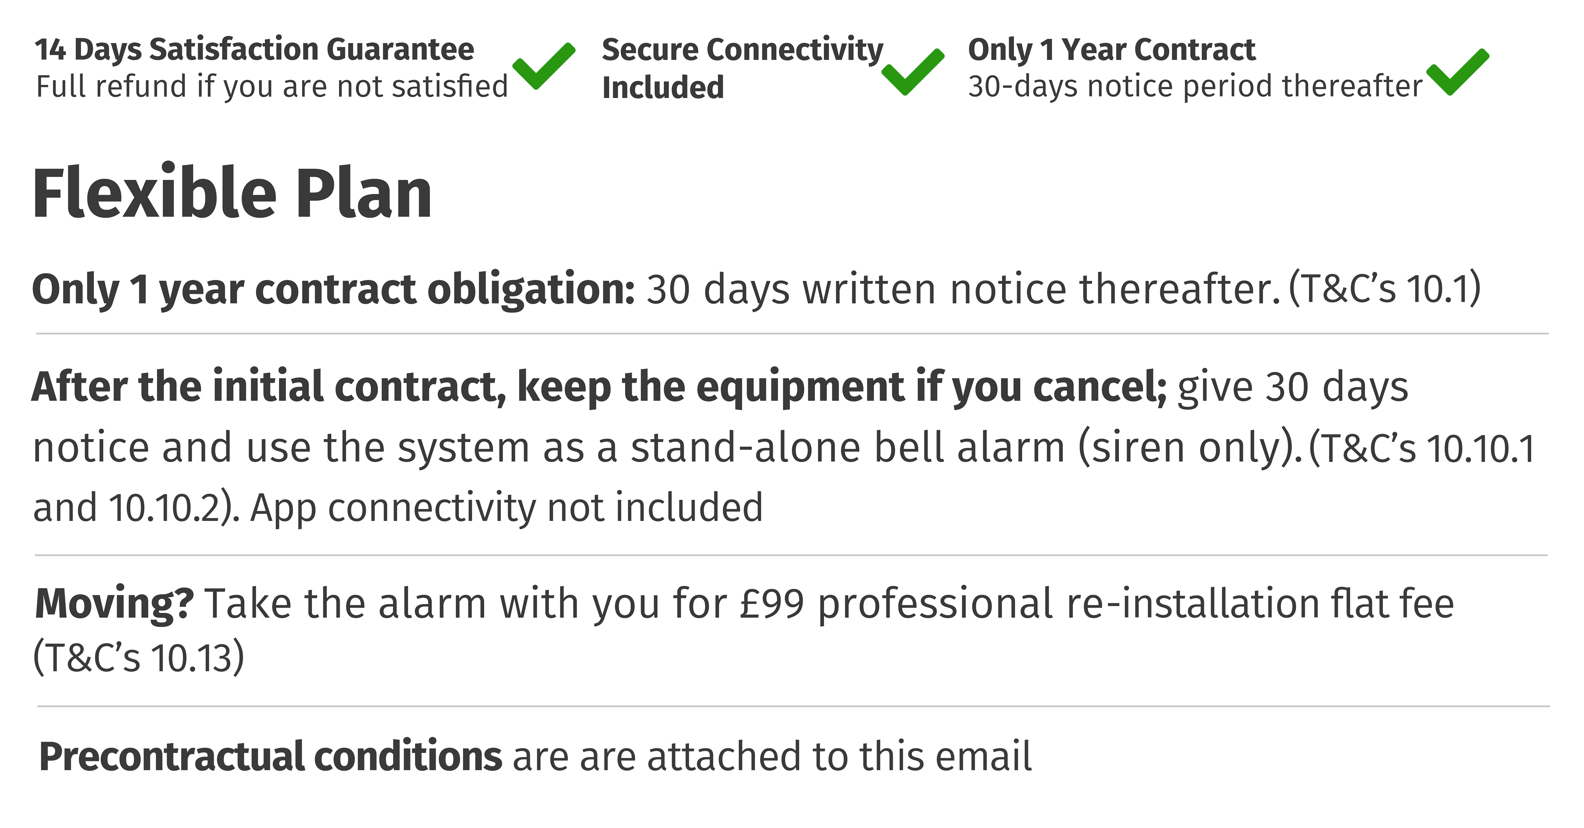 14 Days Satisfaction Guarantee
Full refund if you are not satisfied
Secure Connectivity
Included
Only 1 Year Contract
30-days notice period thereafter
Flexible Plan
Only 1 year contract obligation: 30 days written notice thereafter. (T&C’s 10.1)
After the initial contract, keep the equipment if you cancel; give 30 days
notice and use the system as a stand-alone bell alarm (siren only). (T&C’s 10.10.1
and 10.10.2). App connectivity not included
Moving? Take the alarm with you for £99 professional re-installation flat fee
(T&C’s 10.13)
Precontractual conditions are are attached to this email